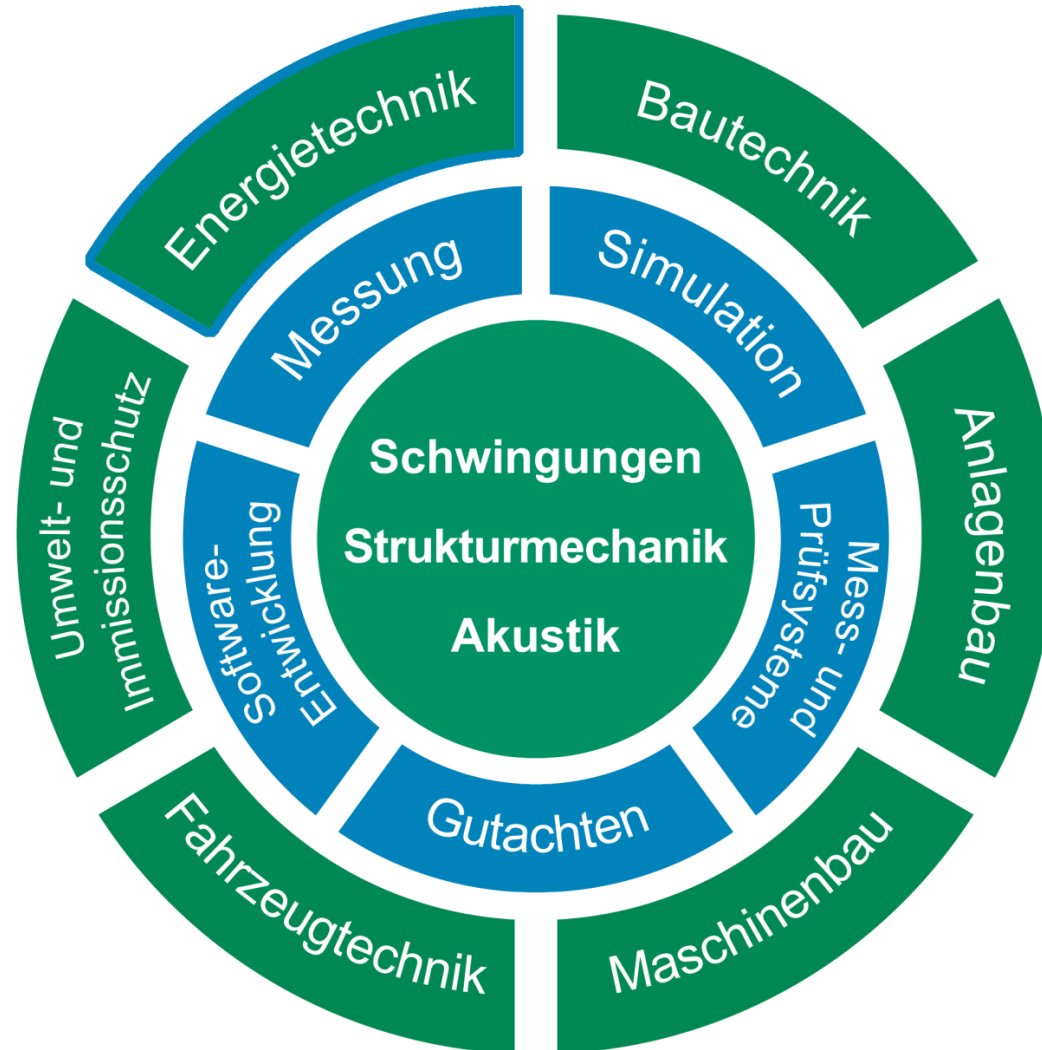 Energietechnik
Bautechnik
Anlagenbau
Maschinenbau
Fahrzeugtechnik
Umwelt- und
Immissionsschutz
Messung
Simulation
Mess- und
Prüfsysteme
Gutachten
Software-
Entwicklung
Schwingungen
Strukturmechanik
Akustik